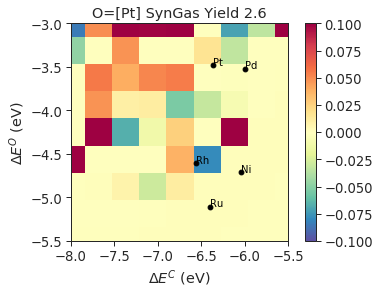 O=[Pt] SynGas Yield 2.6
−3.0
−3.5
−4.0
−4.5
−5.0
−5.5
ΔE^O (eV)
−8.0 −7.5 −7.0 −6.5 −6.0 −5.5
ΔE^C (eV)
Pt
Pd
Rh
Ni
Ru
0.100
0.075
0.050
0.025
0.000
−0.025
−0.050
−0.075
−0.100